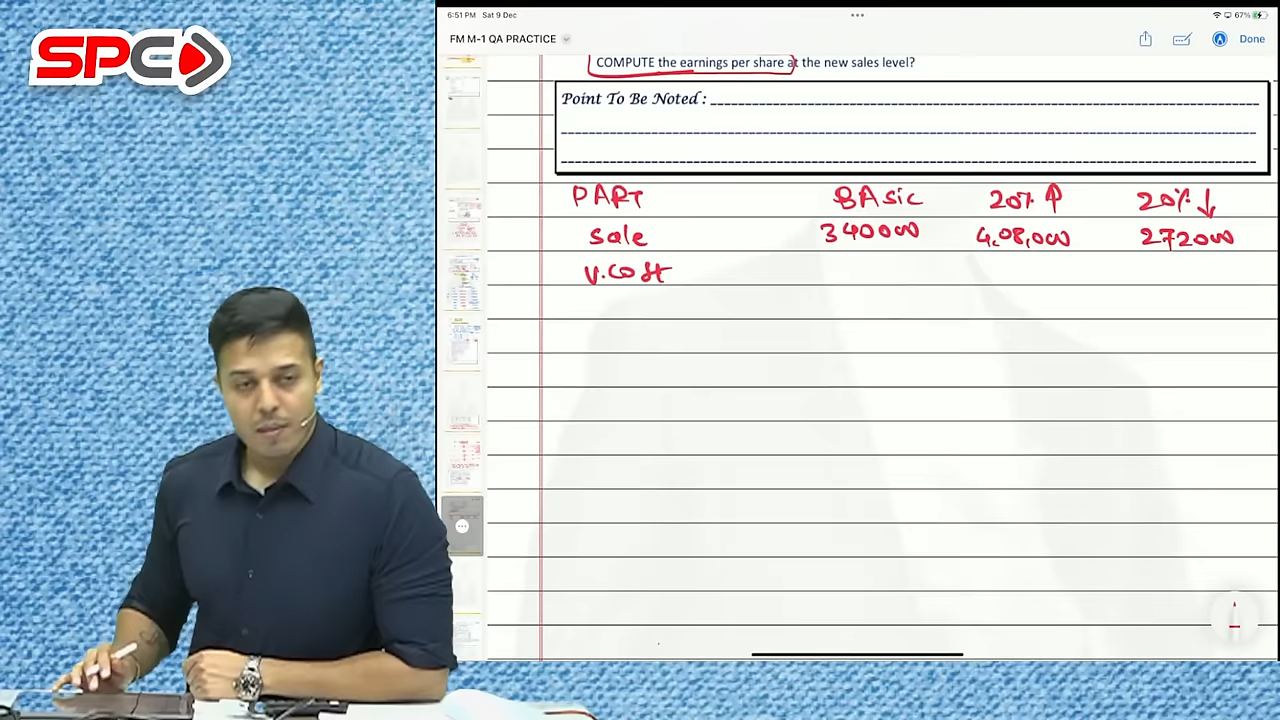 SPC
6:51 PM Sat 9 Dec
67%
FM M-1 QA PRACTICE
Done
COMPUTE the earnings per share at the new sales level?
Point To Be Noted :
PART BASIC 20% ↑ 20% ↓
Sale 340000 4,08,000 272000
V.Cost